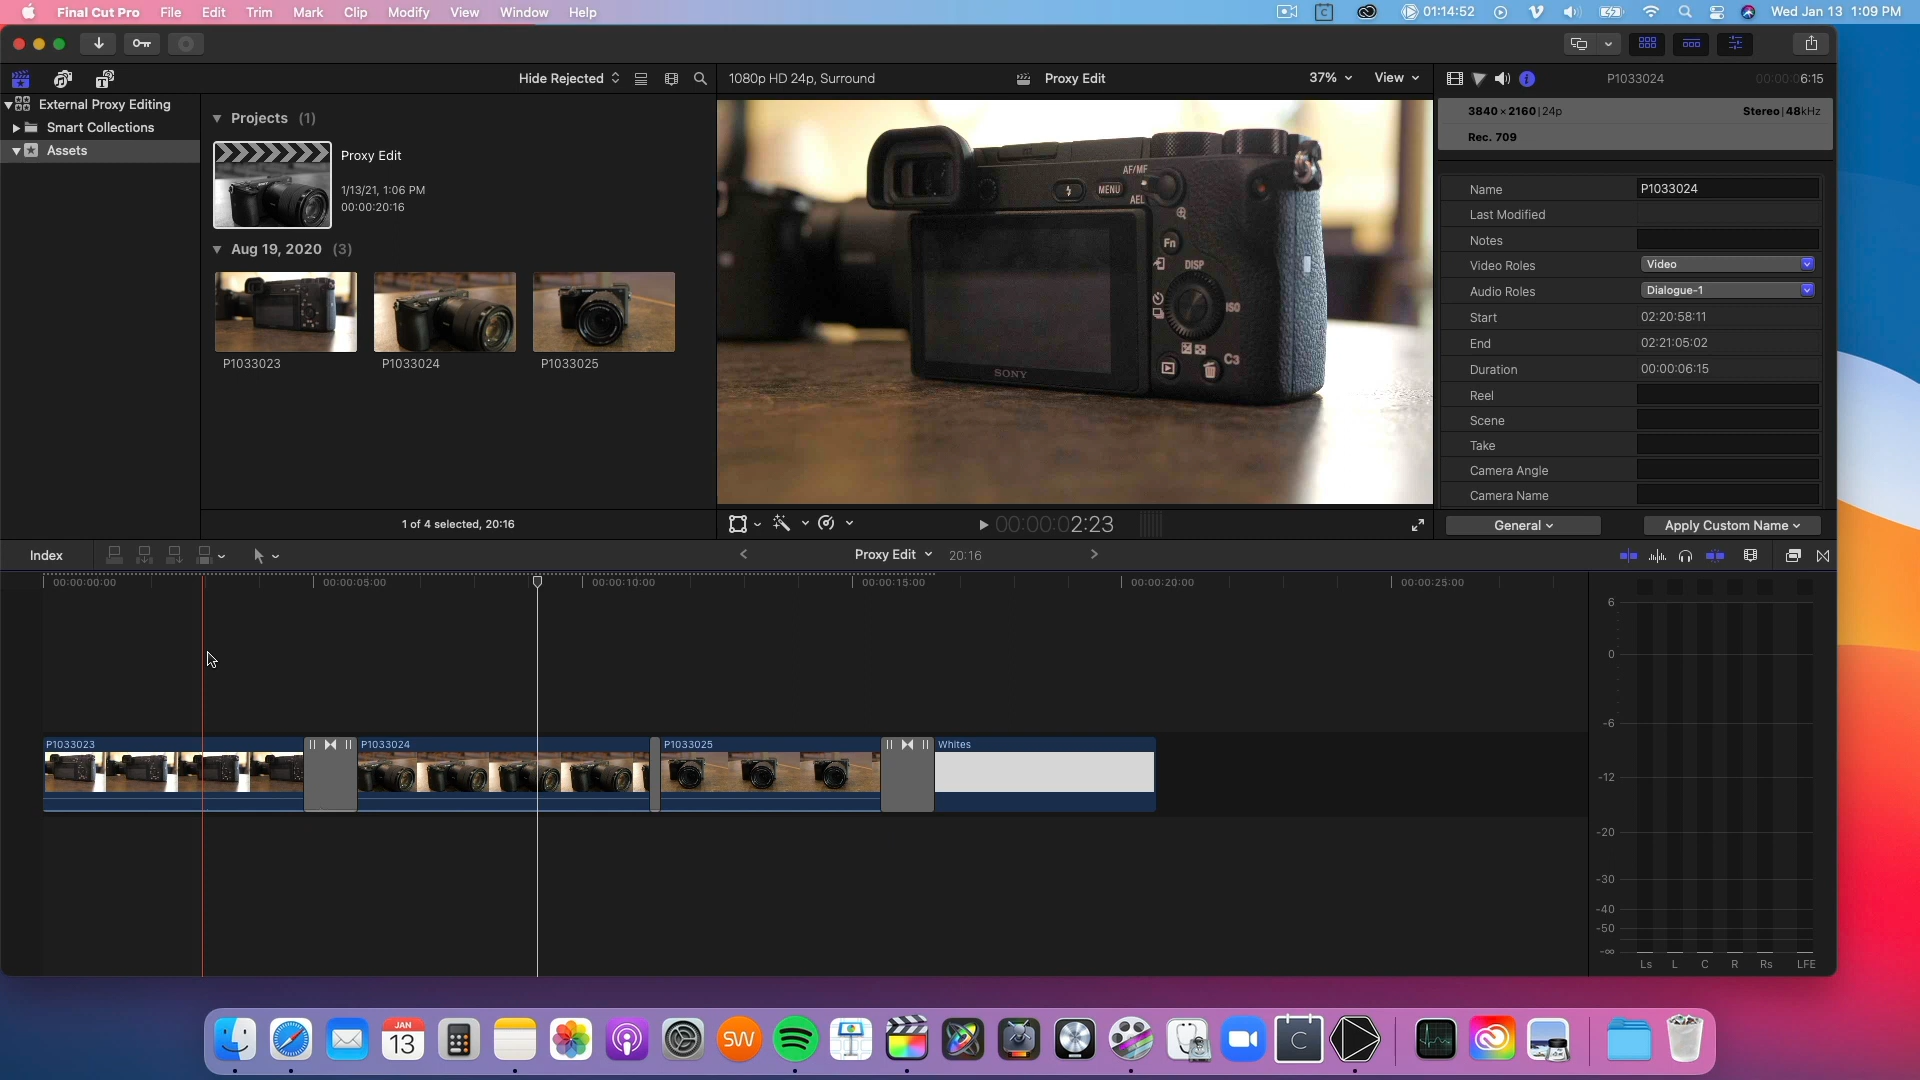 Final Cut Pro File Edit Trim Mark Clip Modify View Window Help 01:14:52 Wed Jan 13 1:09 PM
Hide Rejected
1080p HD 24p, Surround
Proxy Edit
37%
View
P1033024
00:00:06:15
External Proxy Editing
Smart Collections
Assets
Projects (1)
Proxy Edit
1/13/21, 1:06 PM
00:00:20:16
Aug 19, 2020 (3)
P1033023
P1033024
P1033025
1 of 4 selected, 20:16
AF/MF
MENU
AEL
Fn
DISP
ISO
C3
SONY
00:00:02:23
3840 × 2160 | 24p
Stereo | 48kHz
Rec. 709
Name P1033024
Last Modified
Notes
Video Roles Video
Audio Roles Dialogue-1
Start 02:20:58:11
End 02:21:05:02
Duration 00:00:06:15
Reel
Scene
Take
Camera Angle
Camera Name
General
Apply Custom Name
Index
Proxy Edit
20:16
00:00:00:00 00:00:05:00 00:00:10:00 00:00:15:00 00:00:20:00 00:00:25:00
P1033023
P1033024
P1033025
Whites
6
0
-6
-12
-20
-30
-40
-50
-∞
Ls L C R Rs LFE
JAN
13
SW
C